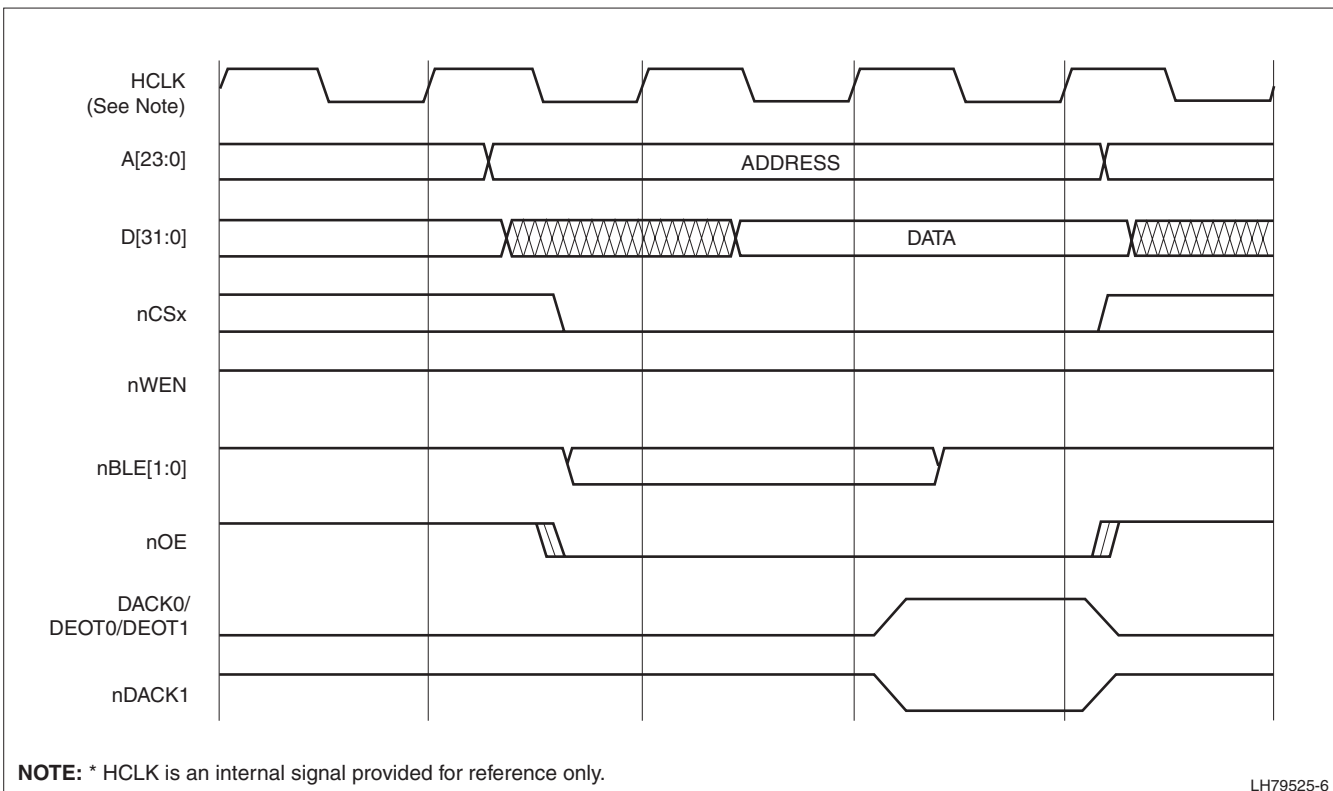 HCLK
(See Note)
A[23:0]
ADDRESS
D[31:0]
DATA
nCSx
nWEN
nBLE[1:0]
nOE
DACK0/
DEOT0/DEOT1
nDACK1
NOTE: * HCLK is an internal signal provided for reference only.
LH79525-6